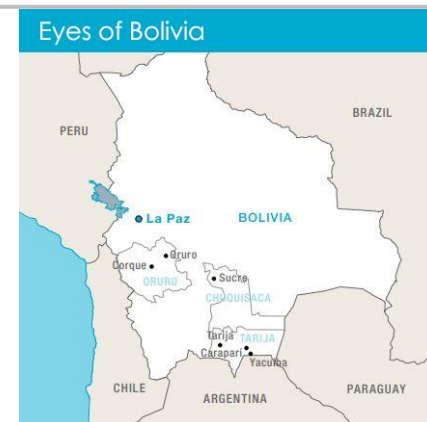 Eyes of Bolivia
BRAZIL
PERU
La Paz
BOLIVIA
Oruro
Corque
Sucre
ORURO
CHUQUISACA
Tarija
TARIJA
Caraparí
Yacuiba
CHILE
PARAGUAY
ARGENTINA